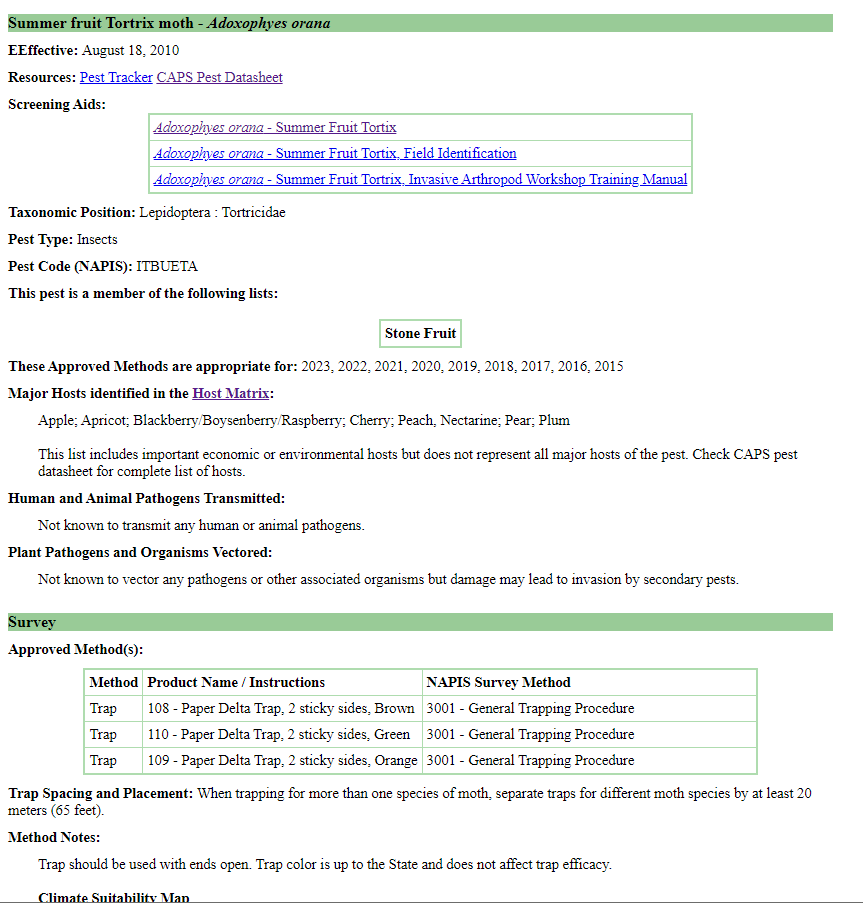 Summer fruit Tortrix moth - Adoxophyes orana
EEffective: August 18, 2010
Resources: Pest Tracker CAPS Pest Datasheet
Screening Aids:
Adoxophyes orana - Summer Fruit Tortix
Adoxophyes orana - Summer Fruit Tortix, Field Identification
Adoxophyes orana - Summer Fruit Tortrix, Invasive Arthropod Workshop Training Manual
Taxonomic Position: Lepidoptera : Tortricidae
Pest Type: Insects
Pest Code (NAPIS): ITBUETA
This pest is a member of the following lists:
Stone Fruit
These Approved Methods are appropriate for: 2023, 2022, 2021, 2020, 2019, 2018, 2017, 2016, 2015
Major Hosts identified in the Host Matrix:
Apple; Apricot; Blackberry/Boysenberry/Raspberry; Cherry; Peach, Nectarine; Pear; Plum
This list includes important economic or environmental hosts but does not represent all major hosts of the pest. Check CAPS pest
datasheet for complete list of hosts.
Human and Animal Pathogens Transmitted:
Not known to transmit any human or animal pathogens.
Plant Pathogens and Organisms Vectored:
Not known to vector any pathogens or other associated organisms but damage may lead to invasion by secondary pests.
Survey
Approved Method(s):
Method Product Name / Instructions NAPIS Survey Method
Trap 108 - Paper Delta Trap, 2 sticky sides, Brown 3001 - General Trapping Procedure
Trap 110 - Paper Delta Trap, 2 sticky sides, Green 3001 - General Trapping Procedure
Trap 109 - Paper Delta Trap, 2 sticky sides, Orange 3001 - General Trapping Procedure
Trap Spacing and Placement: When trapping for more than one species of moth, separate traps for different moth species by at least 20
meters (65 feet).
Method Notes:
Trap should be used with ends open. Trap color is up to the State and does not affect trap efficacy.
Climate Suitability Map